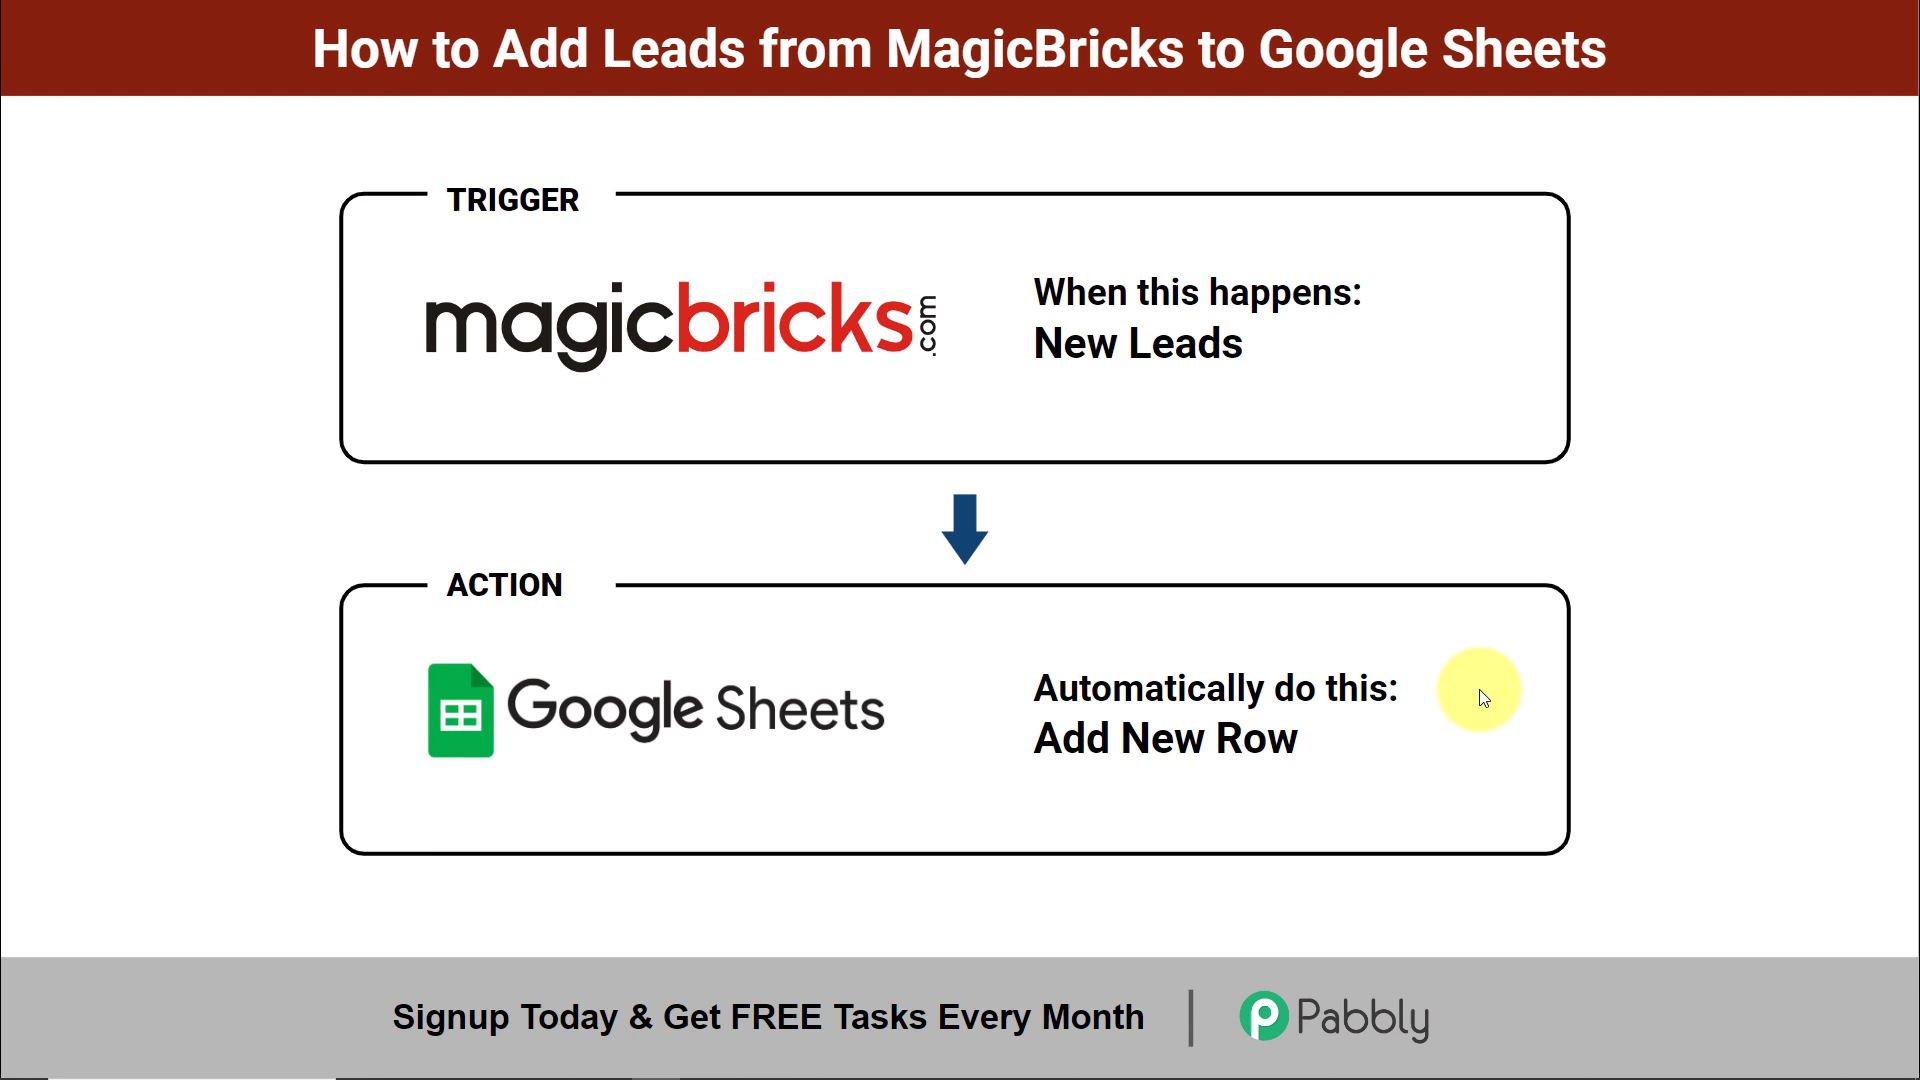 How to Add Leads from MagicBricks to Google Sheets
TRIGGER
magicbricks.com
When this happens:
New Leads
ACTION
Google Sheets
Automatically do this:
Add New Row
Signup Today & Get FREE Tasks Every Month
Pabbly